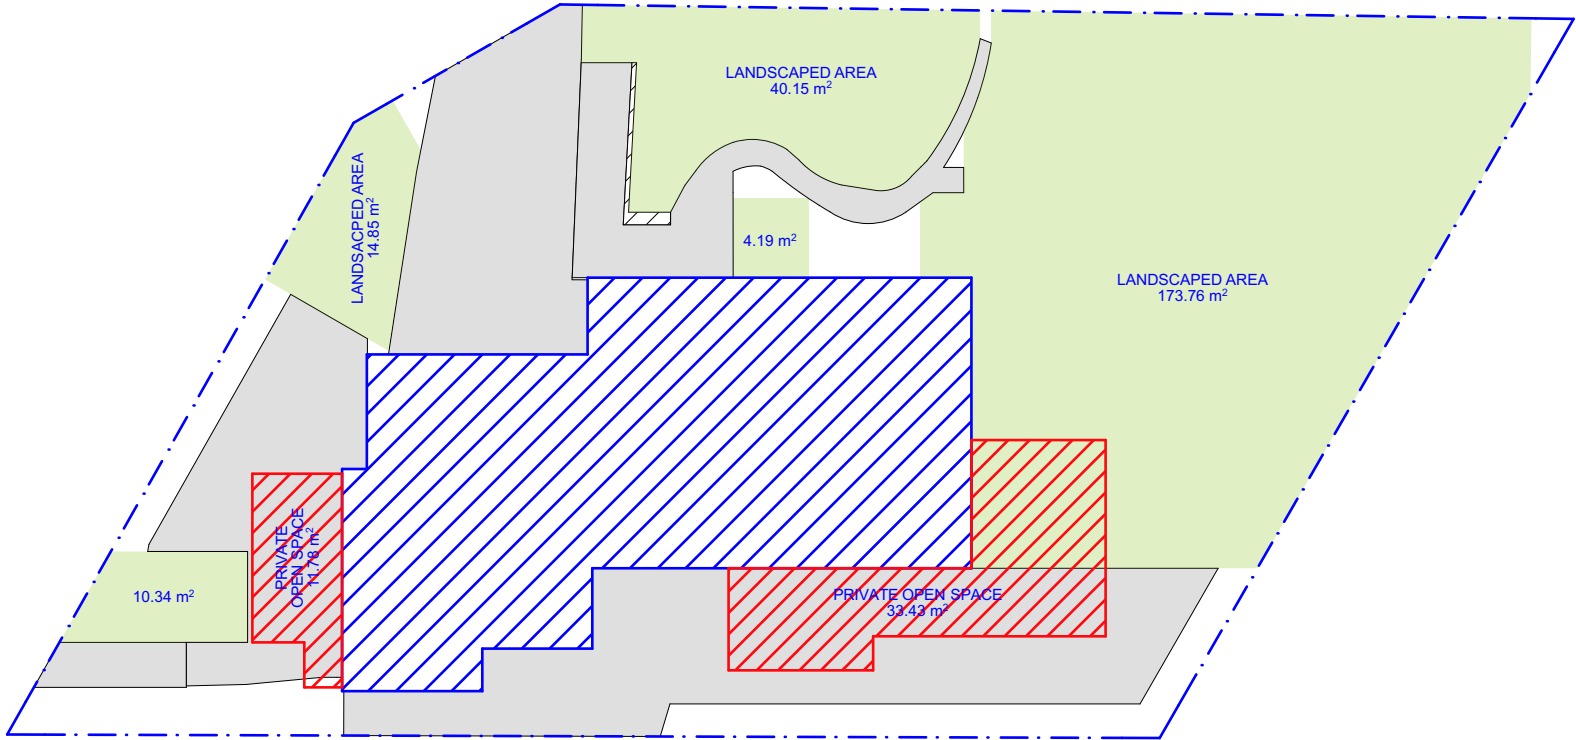 LANDSCAPED AREA
40.15 m²
LANDSACPED AREA
14.85 m²
4.19 m²
LANDSCAPED AREA
173.76 m²
PRIVATE
OPEN SPACE
11.78 m²
10.34 m²
PRIVATE OPEN SPACE
33.43 m²